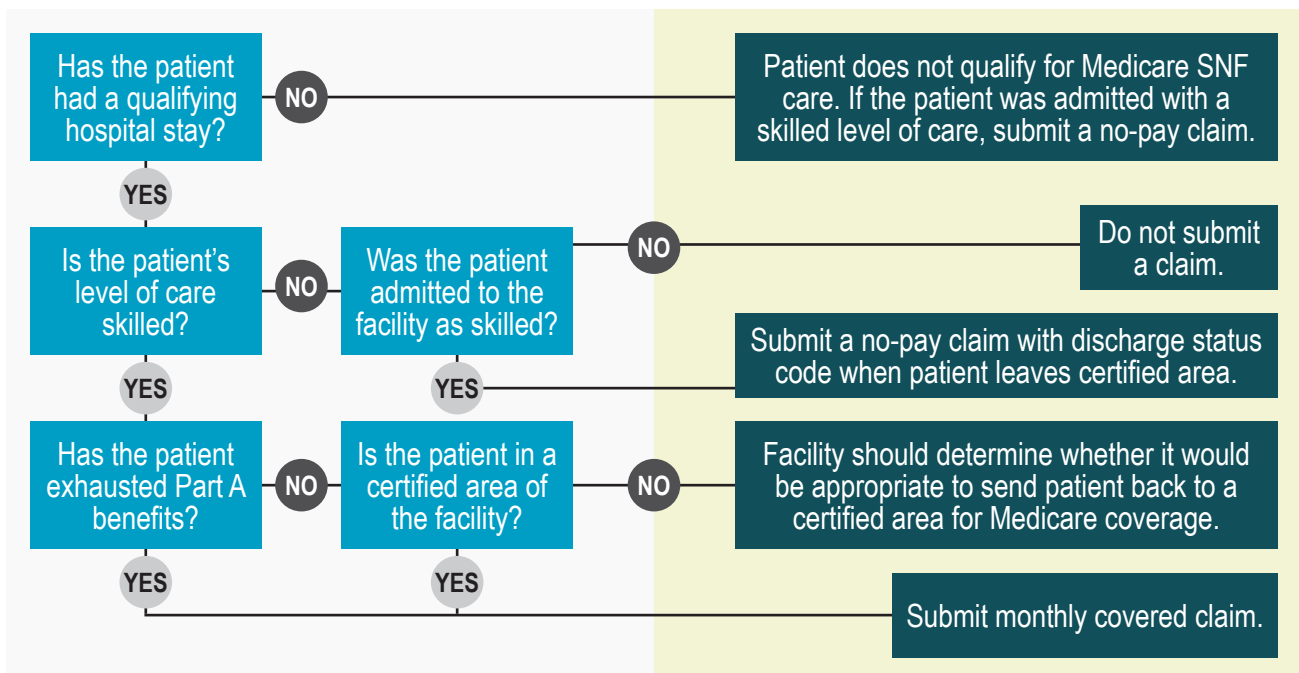 Has the patient
had a qualifying
hospital stay?
NO
Patient does not qualify for Medicare SNF
care. If the patient was admitted with a
skilled level of care, submit a no-pay claim.
YES
Is the patient’s
level of care
skilled?
NO
Was the patient
admitted to the
facility as skilled?
NO
Do not submit
a claim.
YES
YES
Submit a no-pay claim with discharge status
code when patient leaves certified area.
Has the patient
exhausted Part A
benefits?
NO
Is the patient in a
certified area of
the facility?
NO
Facility should determine whether it would
be appropriate to send patient back to a
certified area for Medicare coverage.
YES
YES
Submit monthly covered claim.